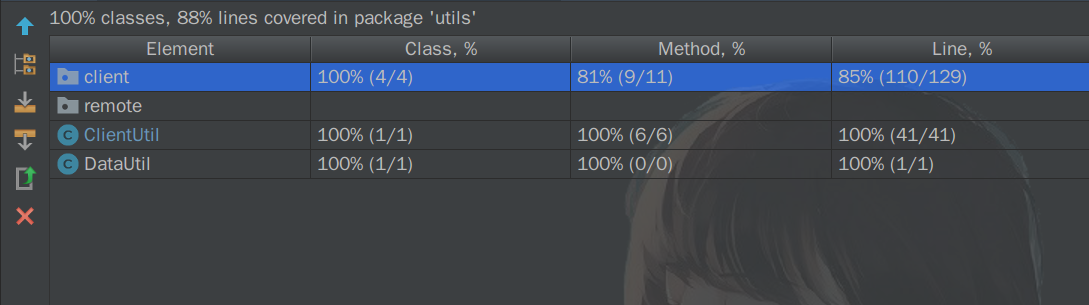 100% classes, 88% lines covered in package 'utils'
Element Class, % Method, % Line, %
client 100% (4/4) 81% (9/11) 85% (110/129)
remote
C ClientUtil 100% (1/1) 100% (6/6) 100% (41/41)
C DataUtil 100% (1/1) 100% (0/0) 100% (1/1)